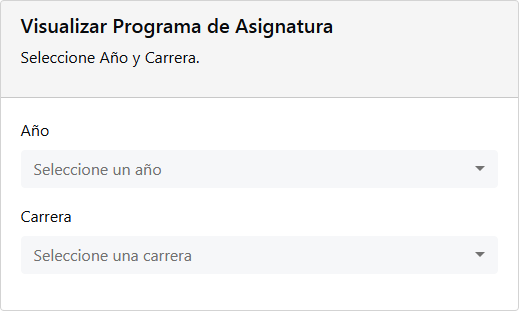 Visualizar Programa de Asignatura
Seleccione Año y Carrera.
Año
Seleccione un año
Carrera
Seleccione una carrera